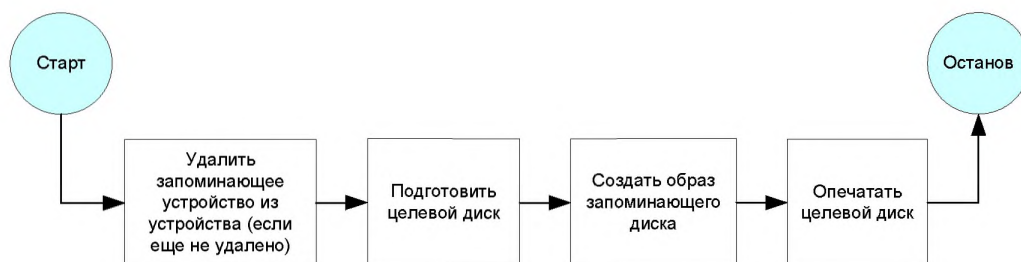 Старт
Останов
Удалить
запоминающее
устройство из
устройства (если
еще не удалено)
Подготовить
целевой диск
Создать образ
запоминающего
диска
Опечатать
целевой диск